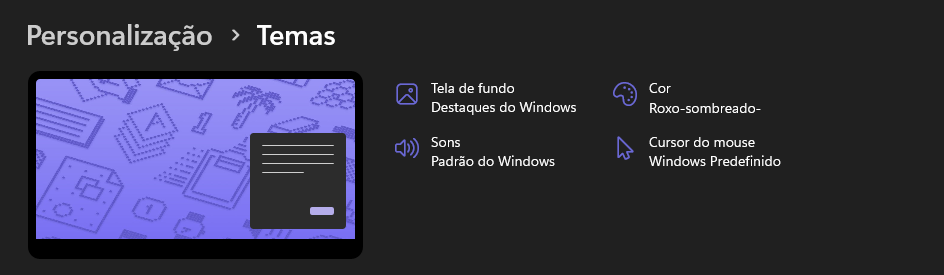 Personalização > Temas
Tela de fundo
Destaques do Windows
Cor
Roxo-sombreado-
Sons
Padrão do Windows
Cursor do mouse
Windows Predefinido
A
1